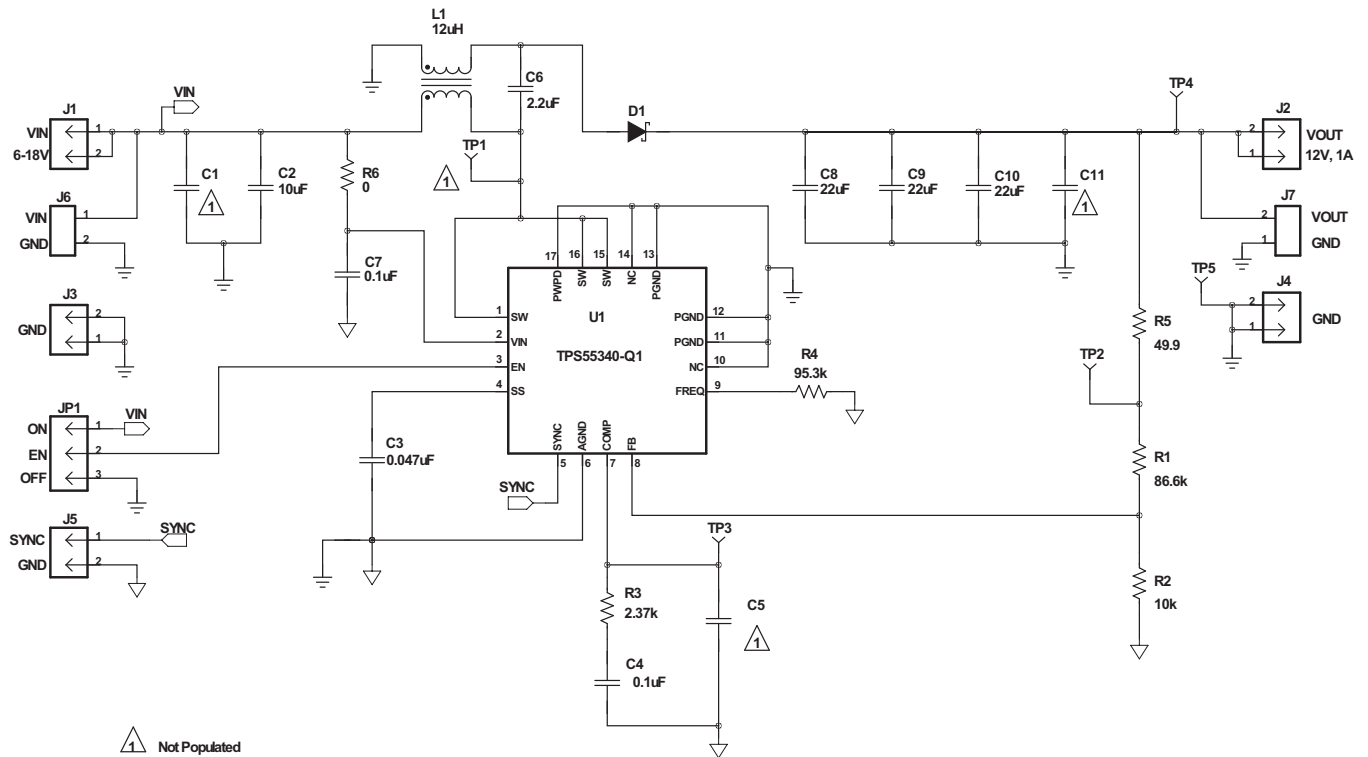 L1
12uH
C6
2.2uF
VIN
J1
VIN
6-18V
1
2
J6
VIN
GND
1
2
J3
GND
2
1
JP1
ON
EN
OFF
1
2
3
VIN
J5
SYNC
GND
1
2
SYNC
C1
1
C2
10uF
R6
0
C7
0.1uF
TP1
1
D1
TP4
C8
22uF
C9
22uF
C10
22uF
C11
1
J2
2
1
VOUT
12V, 1A
J7
2
1
VOUT
GND
TP5
J4
2
1
GND
17
16
15
14
13
PWPD
SW
SW
NC
PGND
U1
TPS55340-Q1
1
SW
2
VIN
3
EN
4
SS
PGND
12
PGND
11
NC
10
FREQ
9
SYNC
AGND
COMP
FB
5
6
7
8
R4
95.3k
R5
49.9
TP2
R1
86.6k
R2
10k
C3
0.047uF
SYNC
TP3
R3
2.37k
C4
0.1uF
C5
1
1 Not Populated